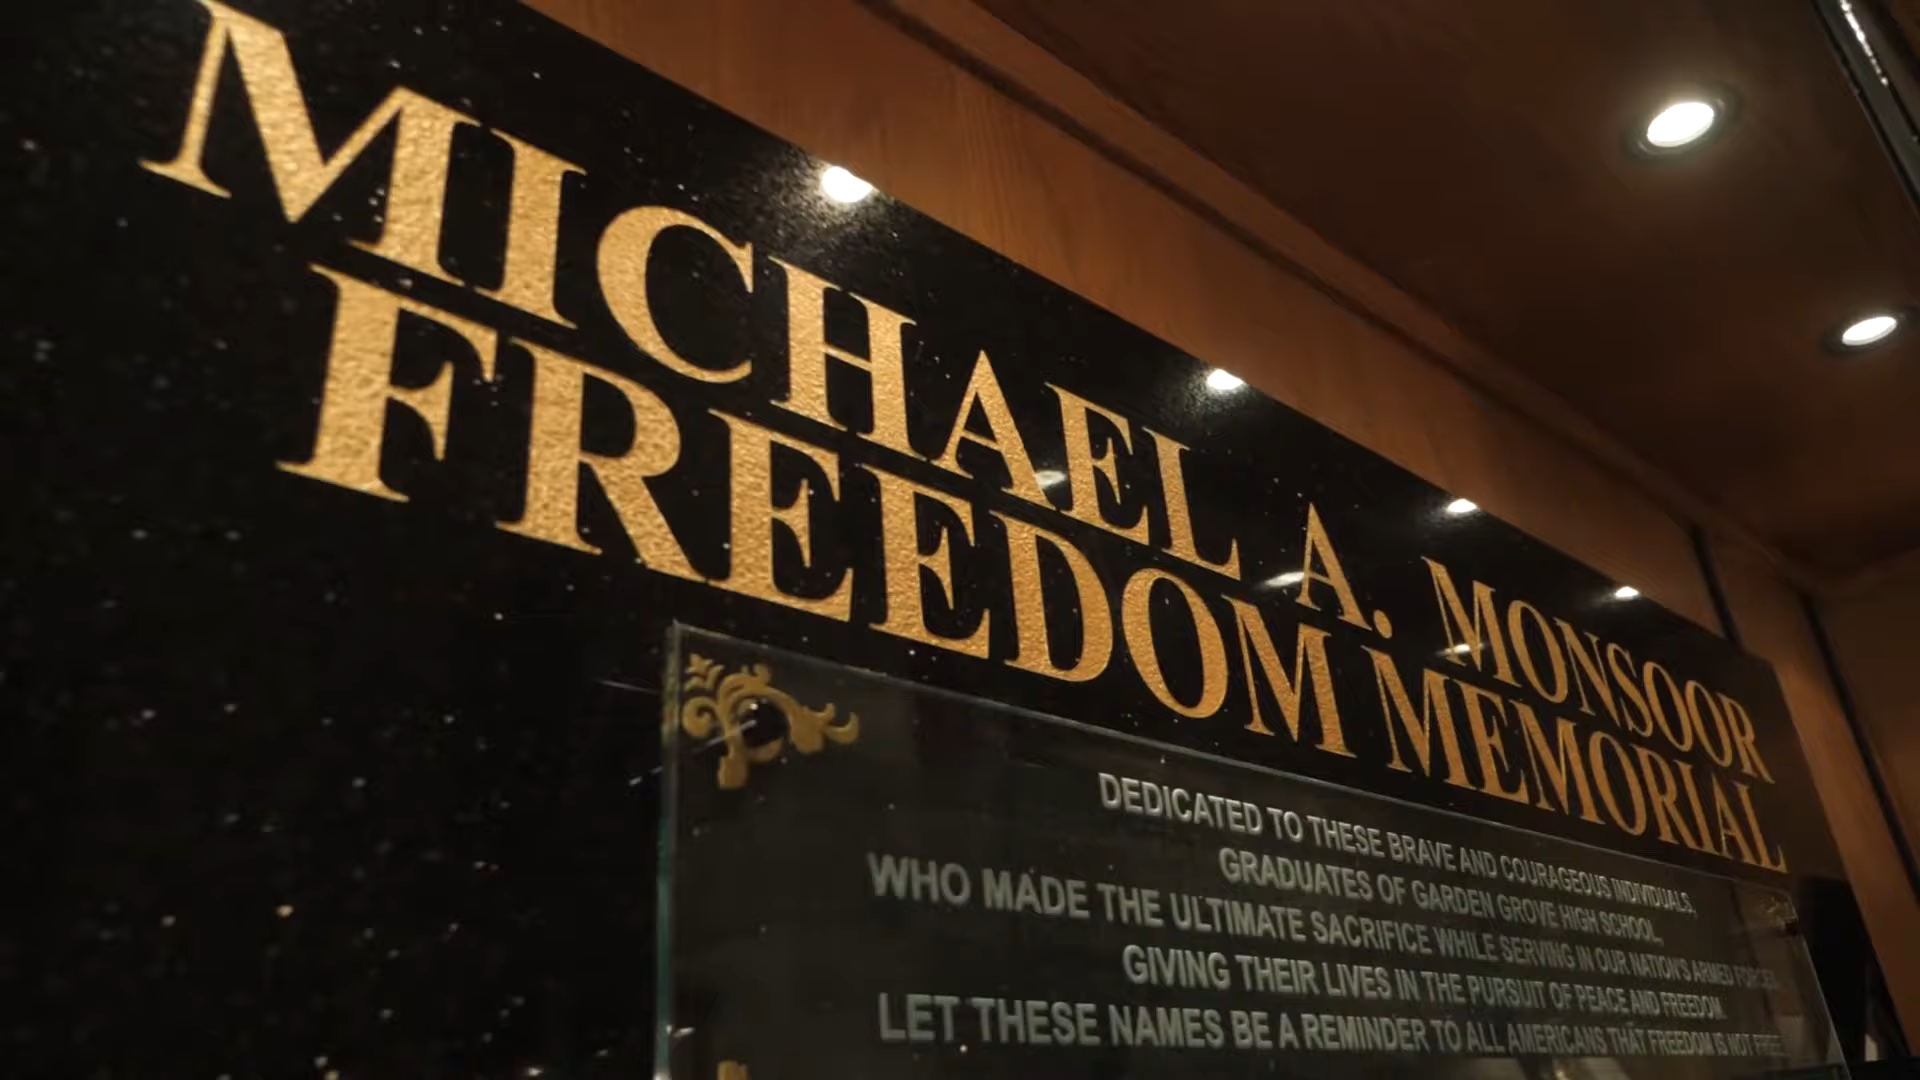 MICHAEL A. MONSOOR
FREEDOM MEMORIAL
DEDICATED TO THESE BRAVE AND COURAGEOUS INDIVIDUALS,
GRADUATES OF GARDEN GROVE HIGH SCHOOL,
WHO MADE THE ULTIMATE SACRIFICE WHILE SERVING IN OUR NATION'S ARMED FORCES,
GIVING THEIR LIVES IN THE PURSUIT OF PEACE AND FREEDOM.
LET THESE NAMES BE A REMINDER TO ALL AMERICANS THAT FREEDOM IS NOT FREE